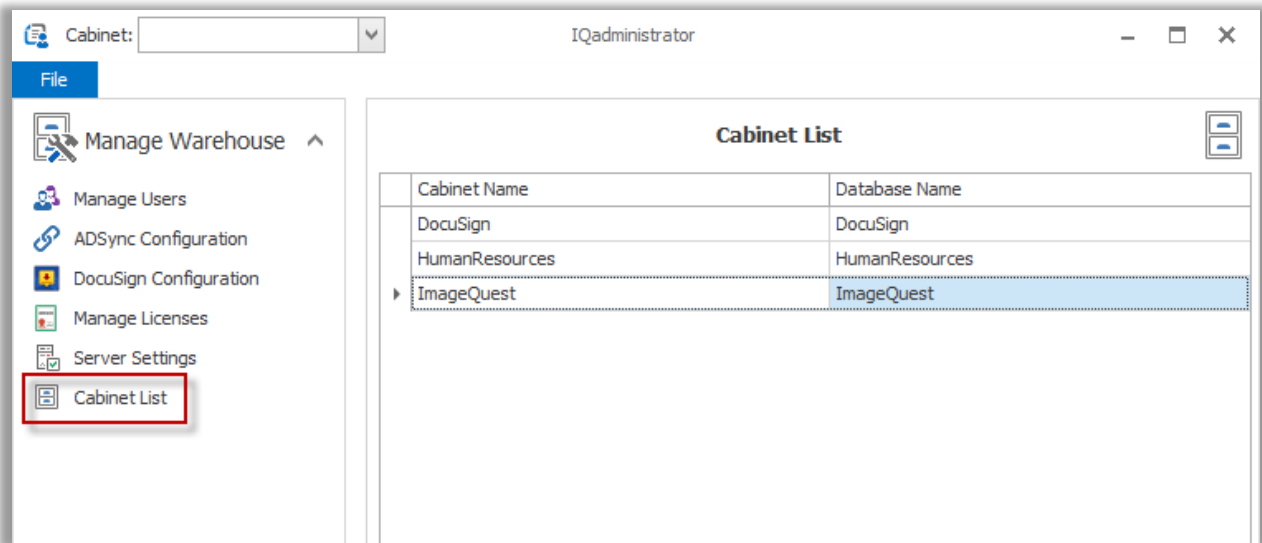 Cabinet:
IQadministrator
File
Manage Warehouse
Manage Users
ADSync Configuration
DocuSign Configuration
Manage Licenses
Server Settings
Cabinet List
Cabinet List
Cabinet Name Database Name
DocuSign DocuSign
HumanResources HumanResources
ImageQuest ImageQuest